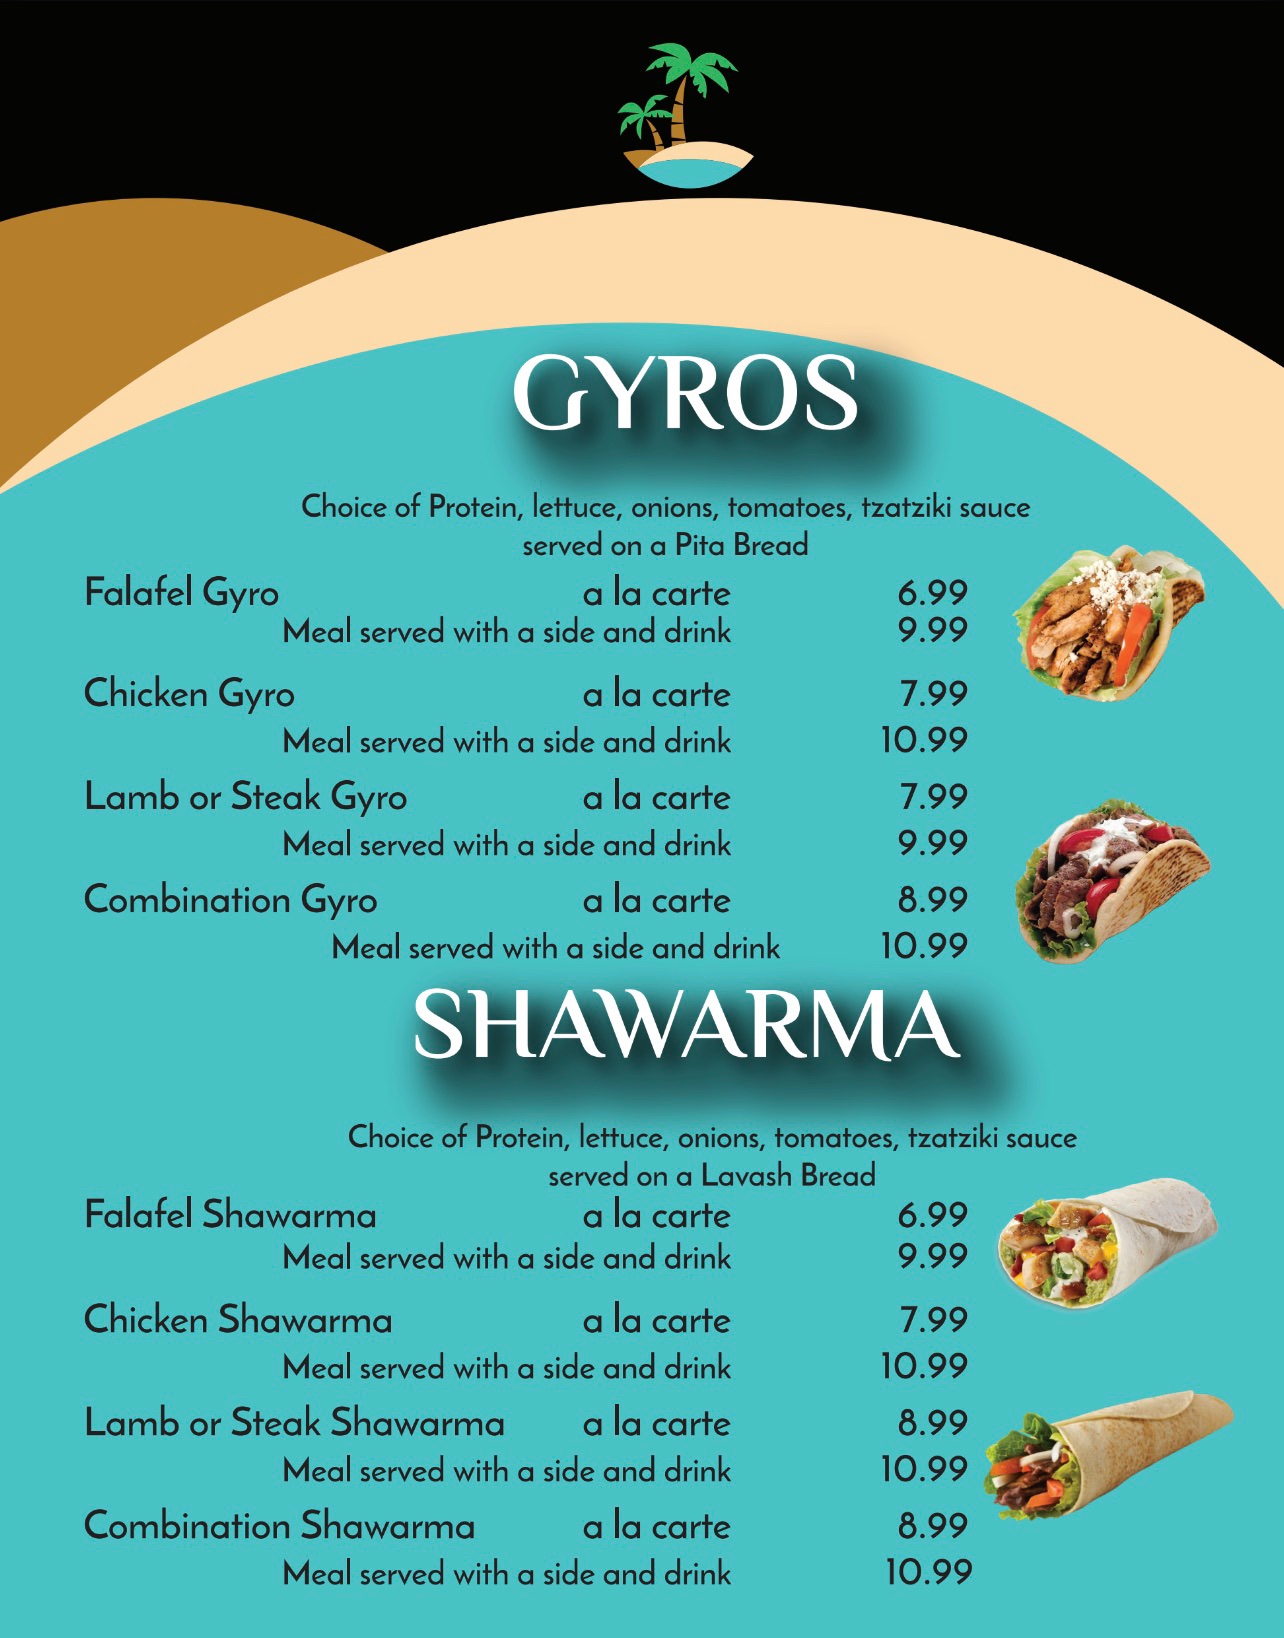 GYROS
Choice of Protein, lettuce, onions, tomatoes, tzatziki sauce
served on a Pita Bread
Falafel Gyro a la carte 6.99
Meal served with a side and drink 9.99
Chicken Gyro a la carte 7.99
Meal served with a side and drink 10.99
Lamb or Steak Gyro a la carte 7.99
Meal served with a side and drink 9.99
Combination Gyro a la carte 8.99
Meal served with a side and drink 10.99
SHAWARMA
Choice of Protein, lettuce, onions, tomatoes, tzatziki sauce
served on a Lavash Bread
Falafel Shawarma a la carte 6.99
Meal served with a side and drink 9.99
Chicken Shawarma a la carte 7.99
Meal served with a side and drink 10.99
Lamb or Steak Shawarma a la carte 8.99
Meal served with a side and drink 10.99
Combination Shawarma a la carte 8.99
Meal served with a side and drink 10.99